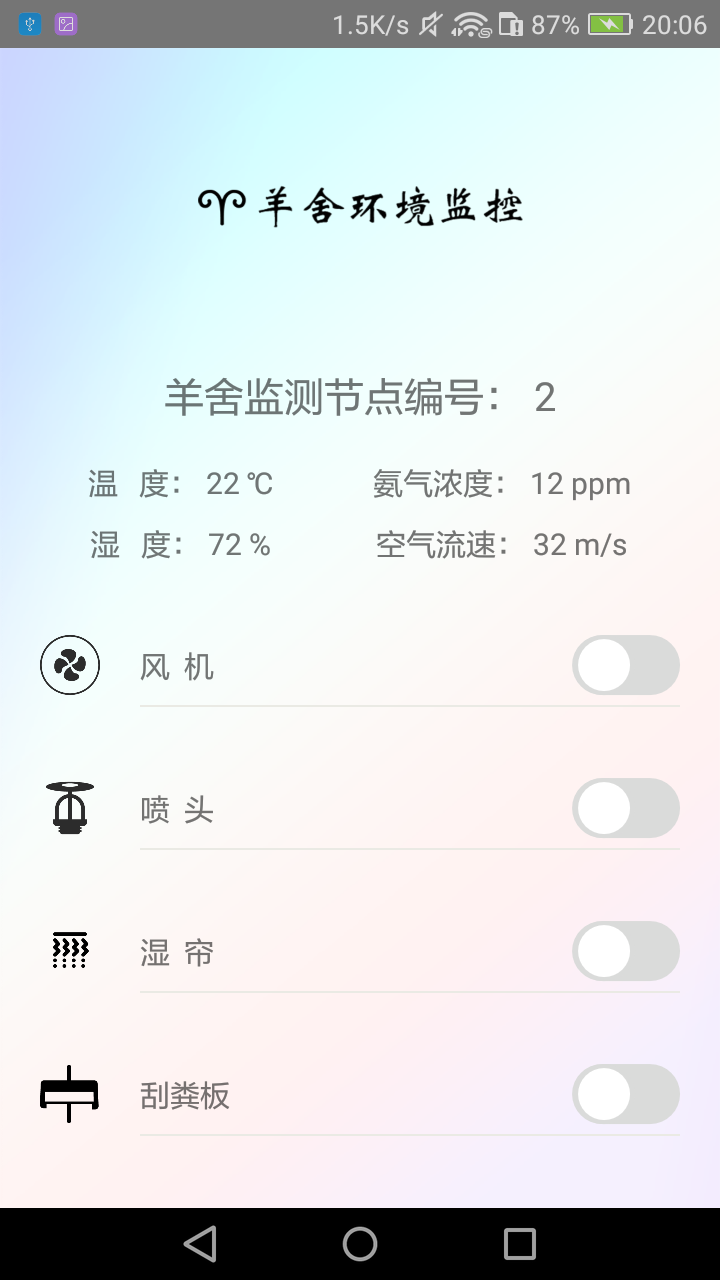 1.5K/s 87% 20:06
羊舍环境监控
羊舍监测节点编号： 2
温 度： 22 ℃ 氨气浓度： 12 ppm
湿 度： 72 % 空气流速： 32 m/s
风 机
喷 头
湿 帘
刮粪板